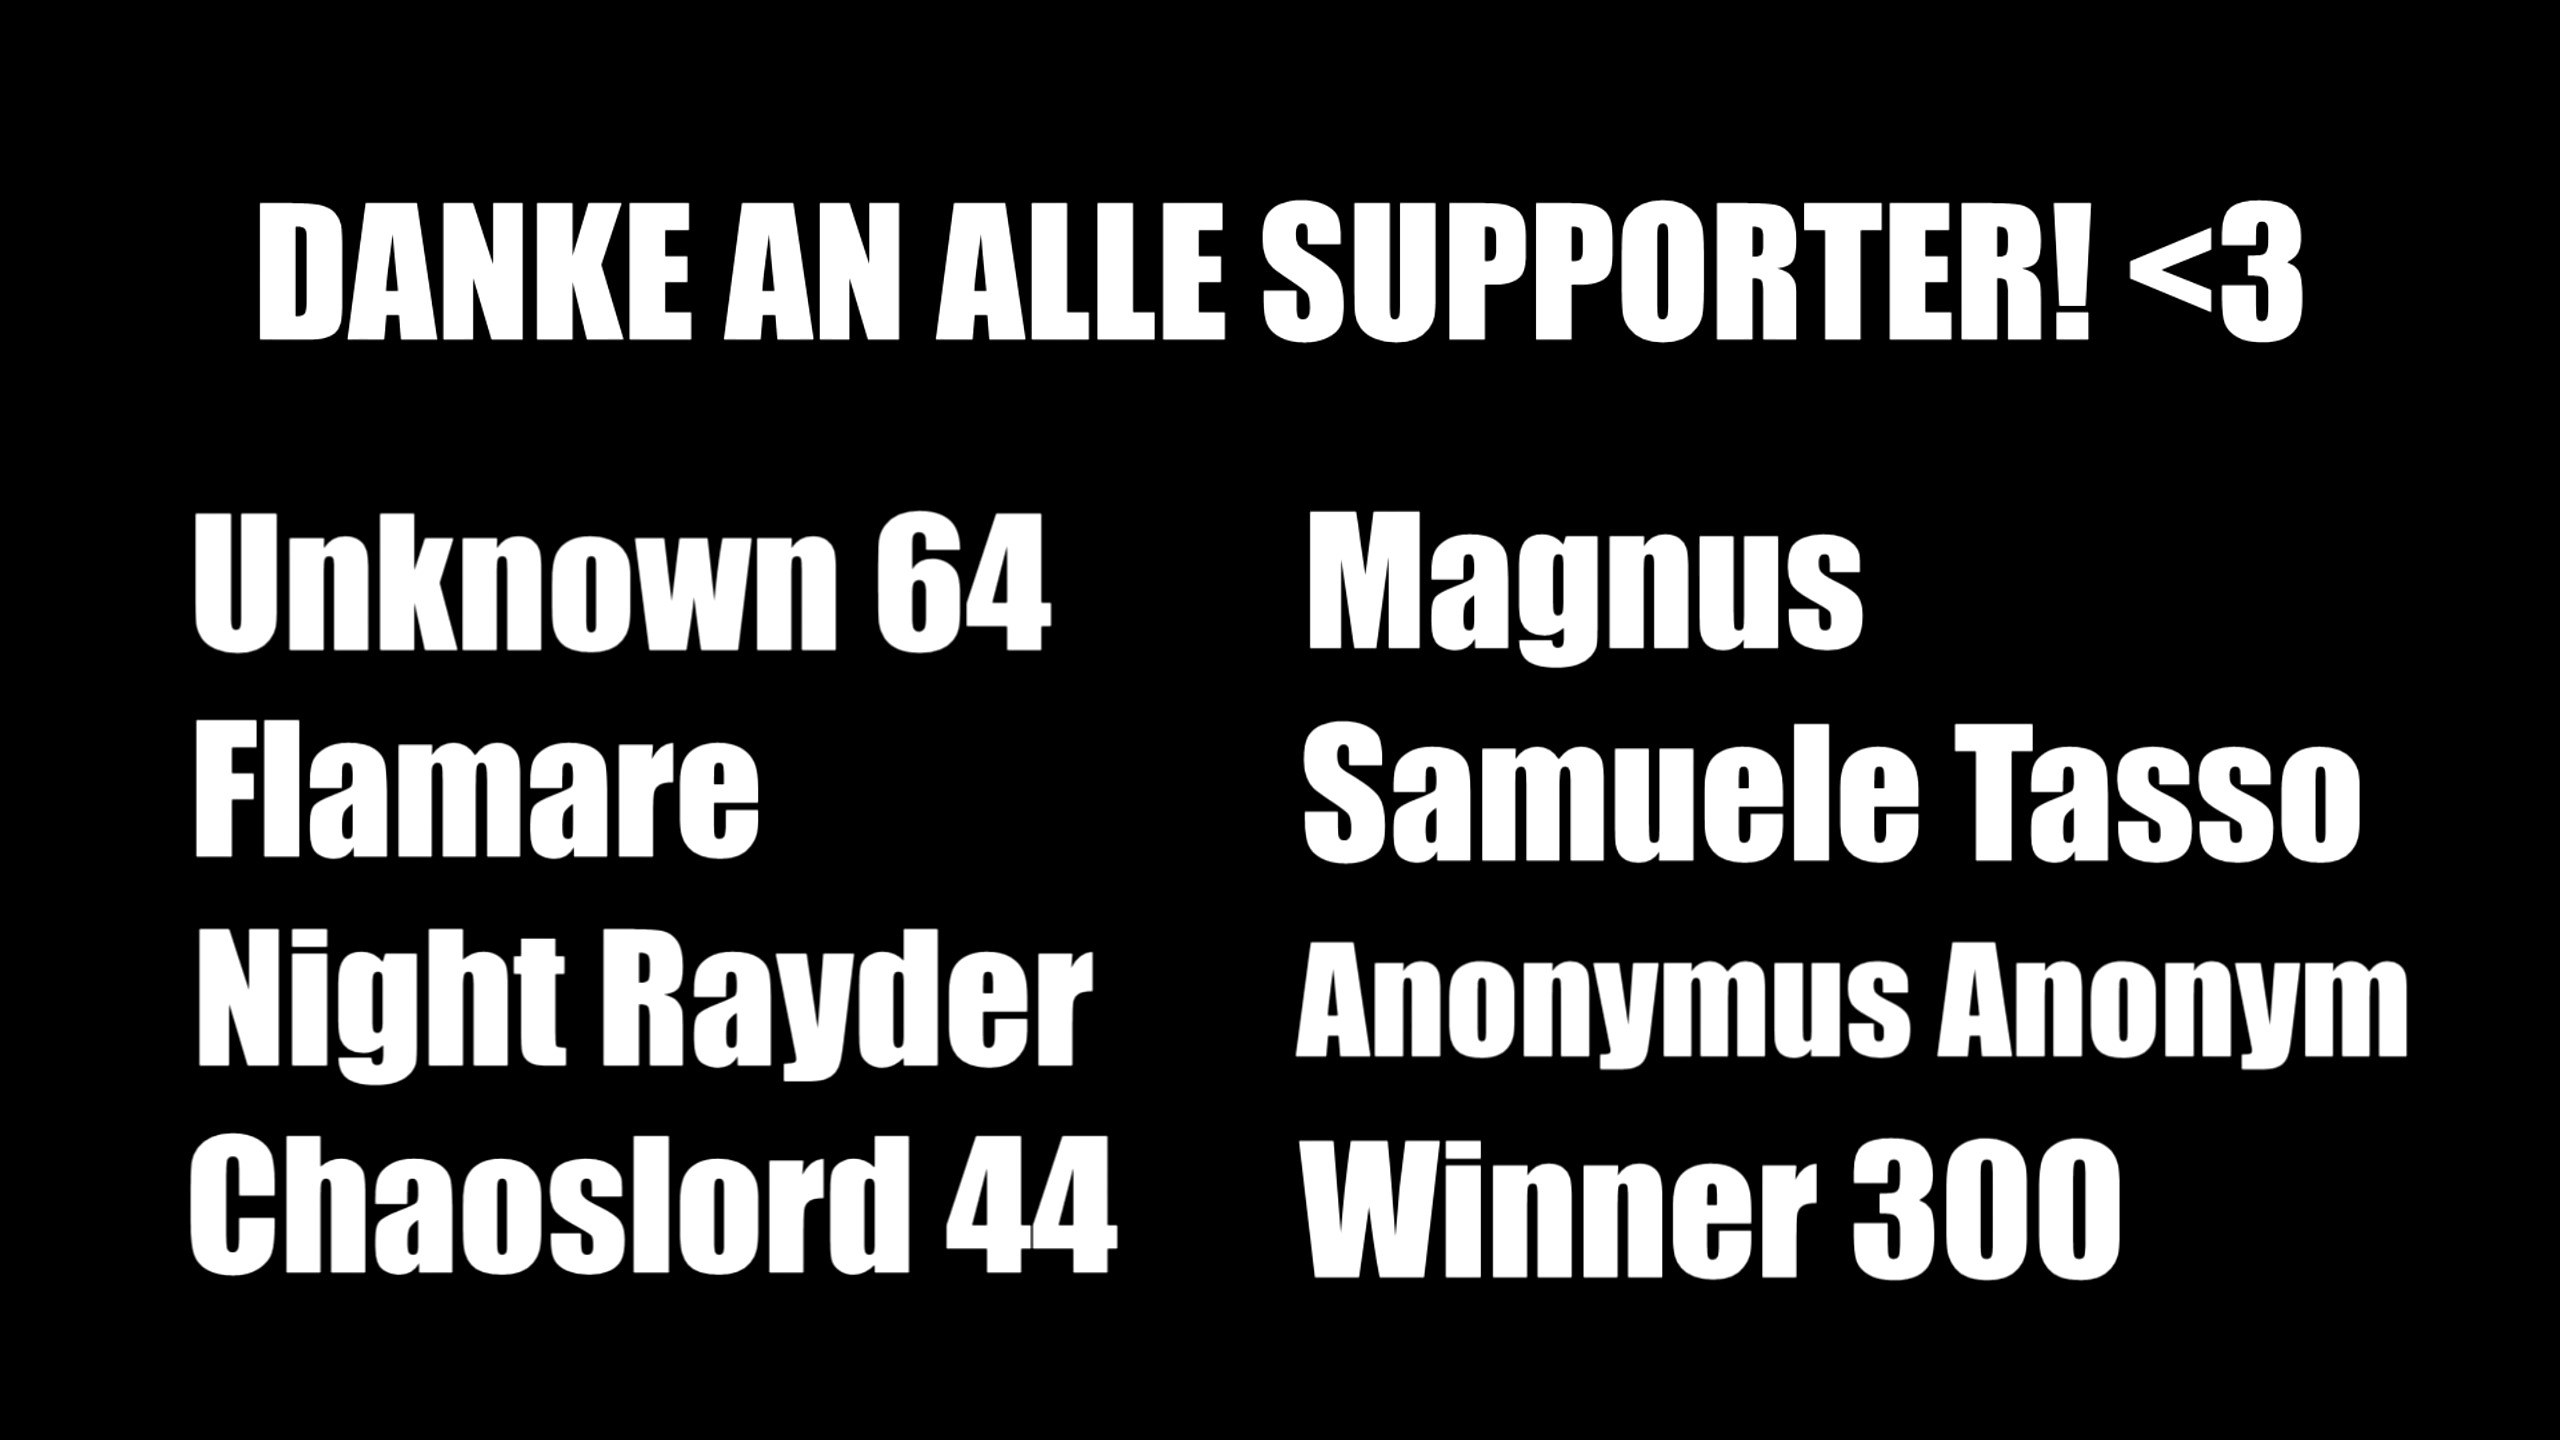 DANKE AN ALLE SUPPORTER! <3
Unknown 64
Flamare
Night Rayder
Chaoslord 44
Magnus
Samuele Tasso
Anonymus Anonym
Winner 300